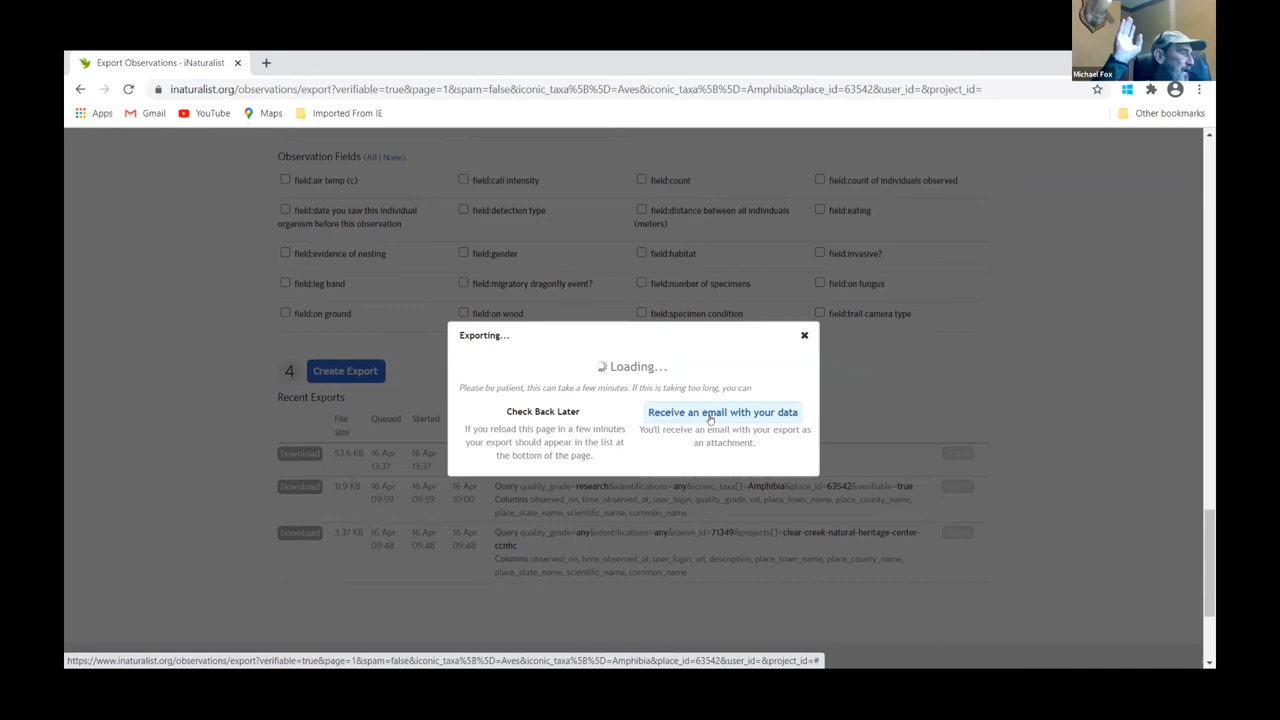 Michael Fox
Export Observations - iNaturalist
inaturalist.org/observations/export?verifiable=true&page=1&spam=false&iconic_taxa%5B%5D=Aves&iconic_taxa%5B%5D=Amphibia&place_id=63542&user_id=&project_id=
Apps Gmail YouTube Maps Imported From IE Other bookmarks
Observation Fields (All | None)
field:air temp (c) field:call intensity field:count field:count of individuals observed
field:date you saw this individual field:detection type field:distance between all individuals field:eating
organism before this observation (meters)
field:evidence of nesting field:gender field:habitat field:invasive?
field:leg band field:migratory dragonfly event? field:number of specimens field:on fungus
field:on ground field:on wood field:specimen condition field:trail camera type
Exporting...
Loading...
Please be patient, this can take a few minutes. If this is taking too long, you can
Check Back Later Receive an email with your data
If you reload this page in a few minutes You'll receive an email with your export as
your export should appear in the list an attachment.
at the bottom of the page.
4 Create Export
Recent Exports
File Queued Started
size
Download 53.6 KB 16 Apr 16 Apr
13:37 13:37
Download 11.9 KB 16 Apr 16 Apr 16 Apr Query quality_grade=research&identifications=any&iconic_taxa[]=Amphibia&place_id=63542&verifiable=true
09:59 09:59 10:00 Columns observed_on, time_observed_at, user_login, quality_grade, url, place_town_name, place_county_name,
place_state_name, scientific_name, common_name
Download 3.37 KB 16 Apr 16 Apr 16 Apr Query quality_grade=any&identifications=any&taxon_id=71349&projects[]=clear-creek-natural-heritage-center-
09:48 09:48 09:48 ccnhc
Columns observed_on, time_observed_at, user_login, url, description, place_town_name, place_county_name,
place_state_name, scientific_name, common_name
https://www.inaturalist.org/observations/export?verifiable=true&page=1&spam=false&iconic_taxa%5B%5D=Aves&iconic_taxa%5B%5D=Amphibia&place_id=63542&user_id=&project_id=#